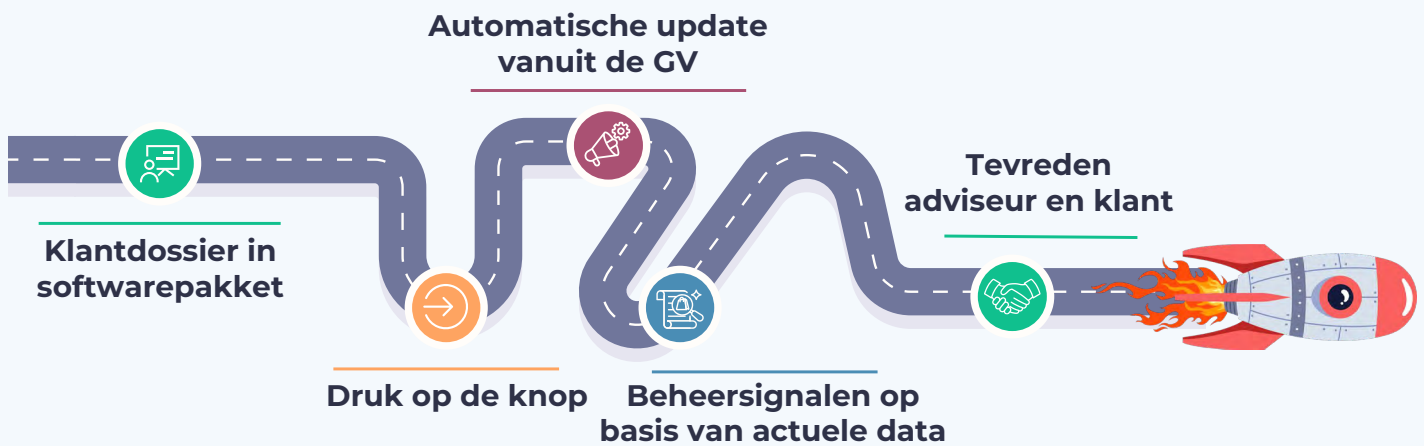 Klantdossier in
softwarepakket
Druk op de knop
Automatische update
vanuit de GV
Beheersignalen op
basis van actuele data
Tevreden
adviseur en klant